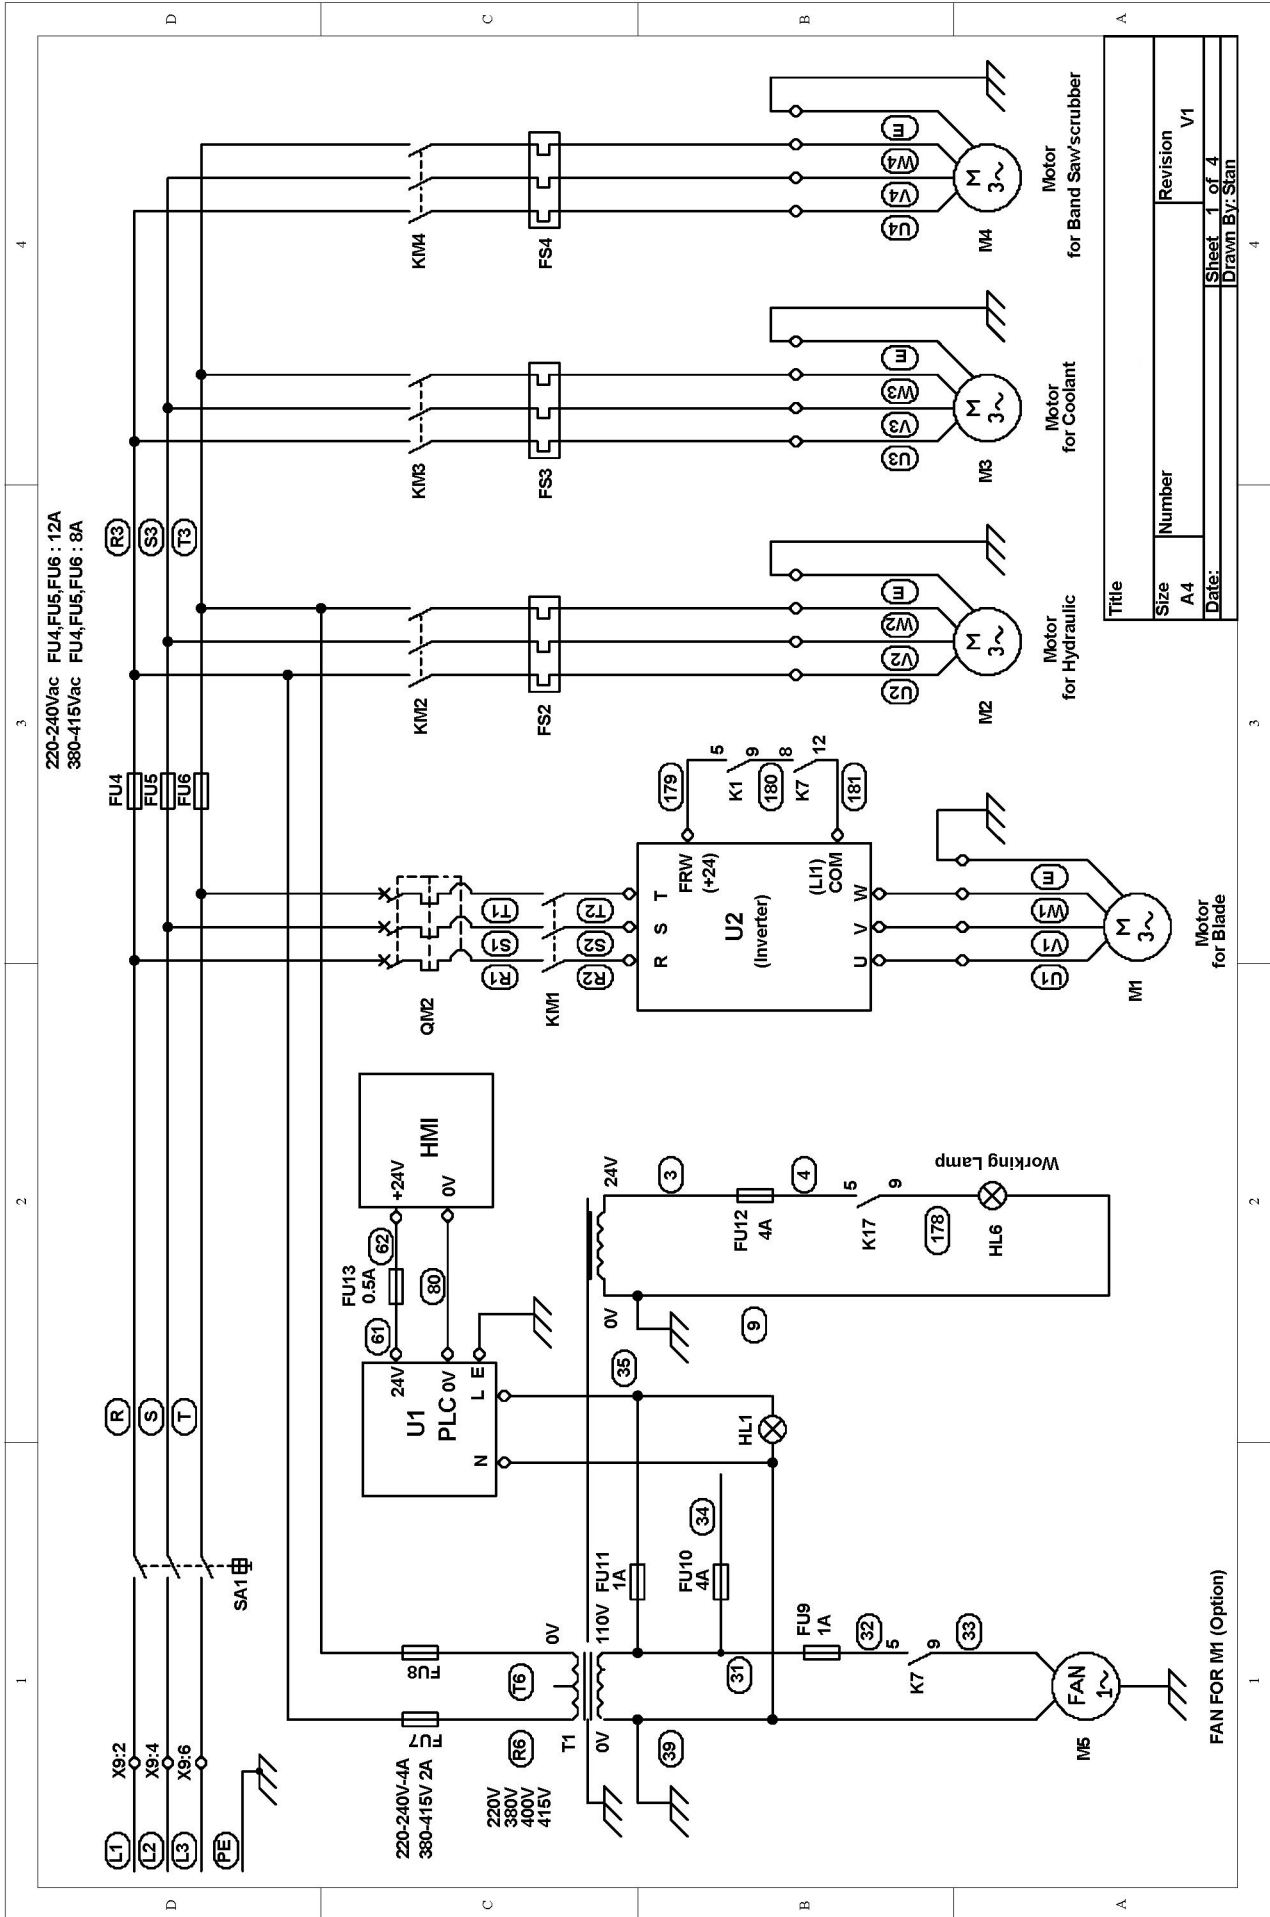 4
3
2
1
D
C
B
A
220-240Vac FU4,FU5,FU6 : 12A
380-415Vac FU4,FU5,FU6 : 8A
L1
L2
L3
PE
X9:2
X9:4
X9:6
SA1
R
S
T
FU4
FU5
FU6
R3
S3
T3
FU7
FU8
220-240V-4A
380-415V 2A
R6
T6
220V
380V
400V
415V
T1
0V
0V
110V
39
31
FU11
1A
FU10
4A
34
35
FU9
1A
32
5
K7
9
33
FAN
1~
M5
FAN FOR M1 (Option)
HL1
U1
PLC
24V
0V
E
L
N
61
FU13
0.5A
62
80
HMI
+24V
0V
0V
24V
9
3
FU12
4A
4
5
K17
9
178
HL6
Working Lamp
QM2
R1
S1
T1
KM1
R2
S2
T2
R
S
T
U2
(Inverter)
FRW
(+24)
(LI1)
COM
U
V
W
179
5
K1
9
180
8
K7
12
181
U1
V1
W1
E
M
3~
M1
Motor
for Blade
KM2
FS2
U2
V2
W2
E
M
3~
M2
Motor
for Hydraulic
KM3
FS3
U3
V3
W3
E
M
3~
M3
Motor
for Coolant
KM4
FS4
U4
V4
W4
E
M
3~
M4
Motor
for Band Saw'scrubber
Title
Size
A4
Number
Revision
V1
Date:
Sheet 1 of 4
Drawn By:Stan
1
2
3
4
D
C
B
A